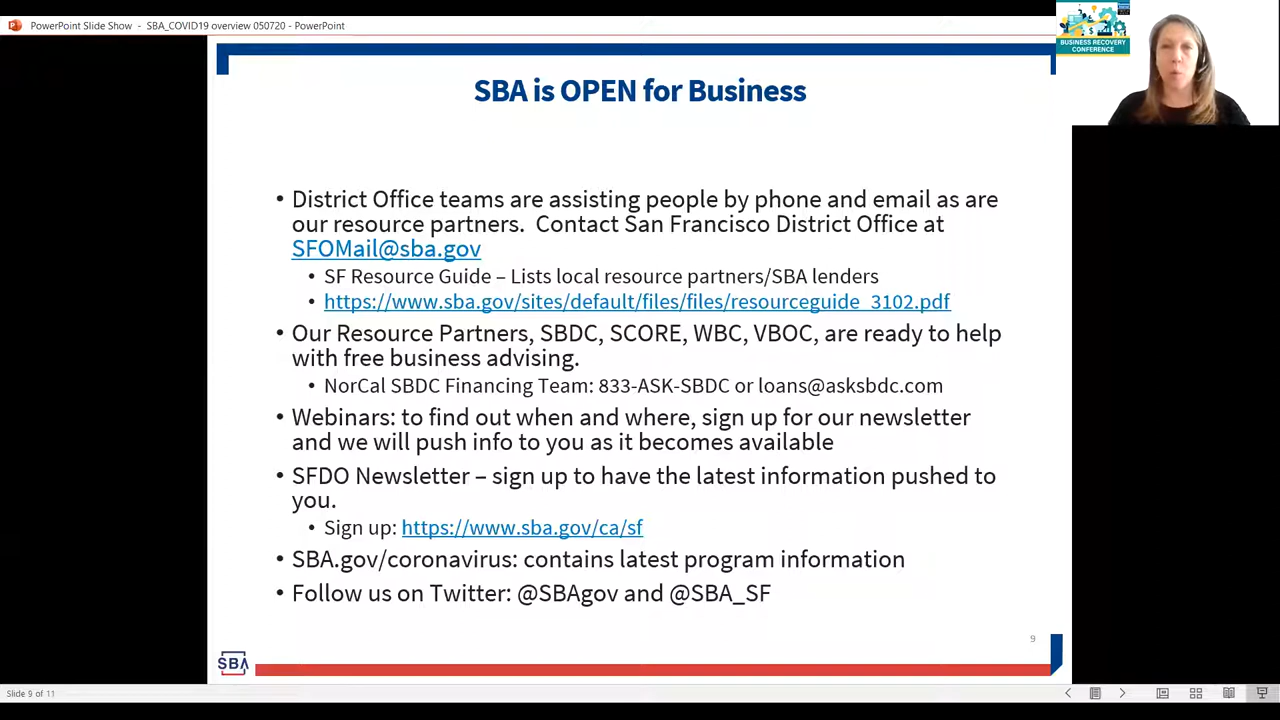 PowerPoint Slide Show - SBA_COVID19 overview 050720 - PowerPoint
BUSINESS RECOVERY
CONFERENCE
SBA is OPEN for Business
• District Office teams are assisting people by phone and email as are
our resource partners. Contact San Francisco District Office at
SFOMail@sba.gov
• SF Resource Guide – Lists local resource partners/SBA lenders
• https://www.sba.gov/sites/default/files/files/resourceguide_3102.pdf
• Our Resource Partners, SBDC, SCORE, WBC, VBOC, are ready to help
with free business advising.
• NorCal SBDC Financing Team: 833-ASK-SBDC or loans@asksbdc.com
• Webinars: to find out when and where, sign up for our newsletter
and we will push info to you as it becomes available
• SFDO Newsletter – sign up to have the latest information pushed to
you.
• Sign up: https://www.sba.gov/ca/sf
• SBA.gov/coronavirus: contains latest program information
• Follow us on Twitter: @SBAgov and @SBA_SF
9
SBA
Slide 9 of 11